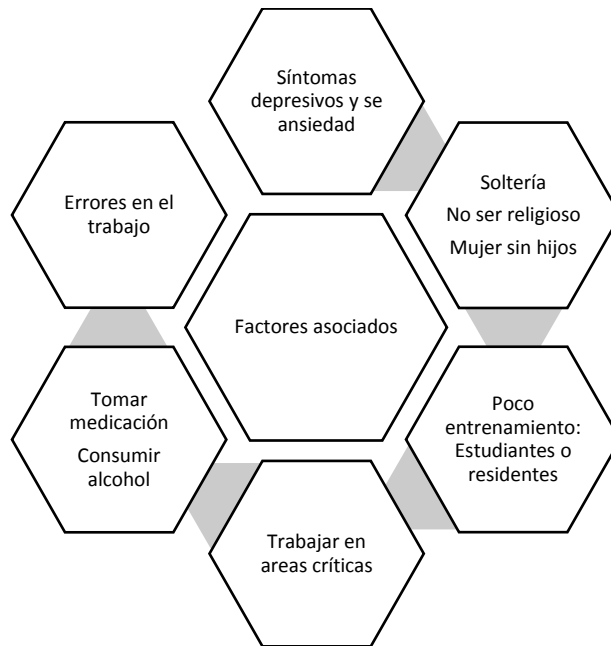 Síntomas
depresivos y se
ansiedad
Soltería
No ser religioso
Mujer sin hijos
Poco
entrenamiento:
Estudiantes o
residentes
Trabajar en
areas críticas
Tomar
medicación
Consumir
alcohol
Errores en el
trabajo
Factores asociados